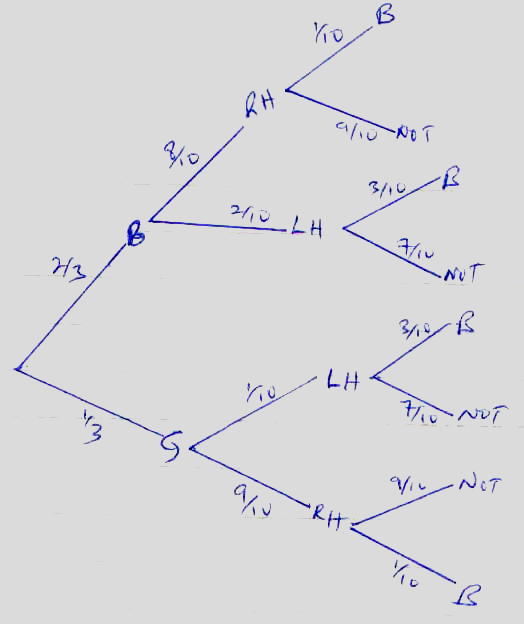 1/10 B
RH
9/10 NOT
8/10
3/10 B
2/10 LH
B
7/10 NOT
2/3
3/10 B
1/10 LH
7/10 NOT
1/3
G
9/10 NOT
9/10 RH
1/10 B